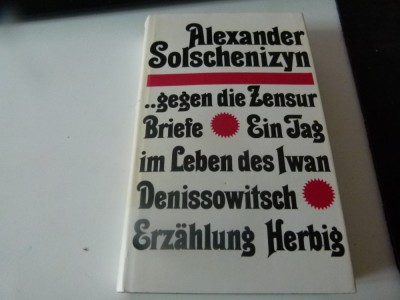 Alexander
Solschenizyn
..gegen die Zensur
Briefe Ein Tag
im Leben des Iwan
Denissowitsch
Erzählung Herbig